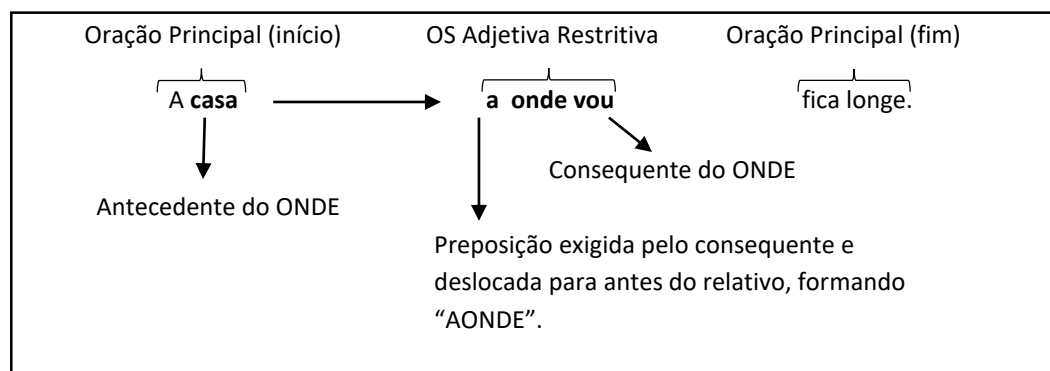 Oração Principal (início) OS Adjetiva Restritiva Oração Principal (fim)
A casa a onde vou fica longe.
Consequente do ONDE
Antecedente do ONDE
Preposição exigida pelo consequente e
deslocada para antes do relativo, formando
“AONDE”.